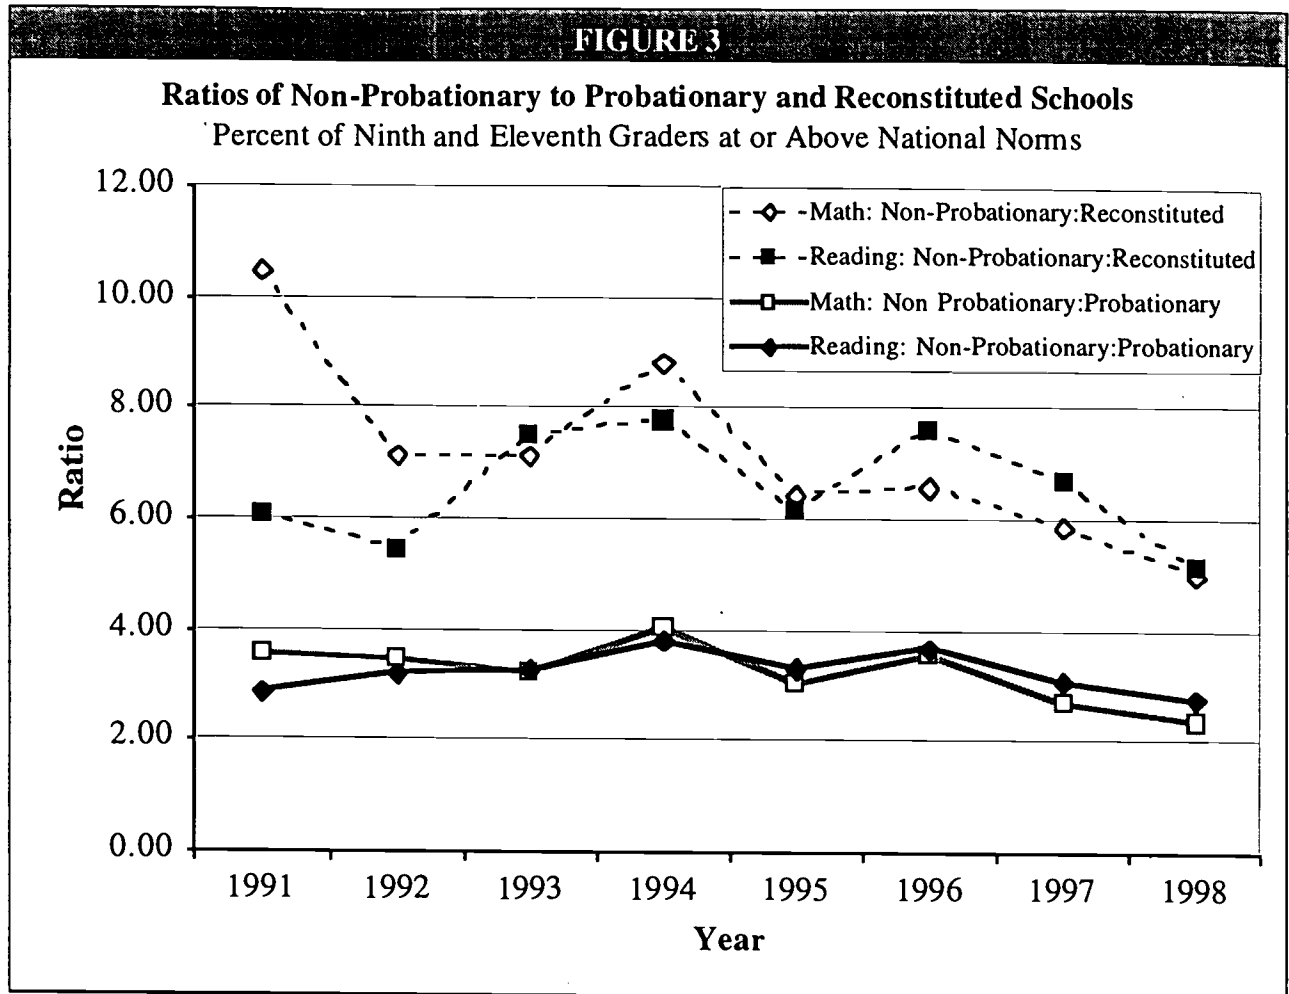 FIGURE 3
Ratios of Non-Probationary to Probationary and Reconstituted Schools
Percent of Ninth and Eleventh Graders at or Above National Norms
12.00
10.00
8.00
6.00
4.00
2.00
0.00
Ratio
Math: Non-Probationary:Reconstituted
Reading: Non-Probationary:Reconstituted
Math: Non Probationary:Probationary
Reading: Non-Probationary:Probationary
1991 1992 1993 1994 1995 1996 1997 1998
Year